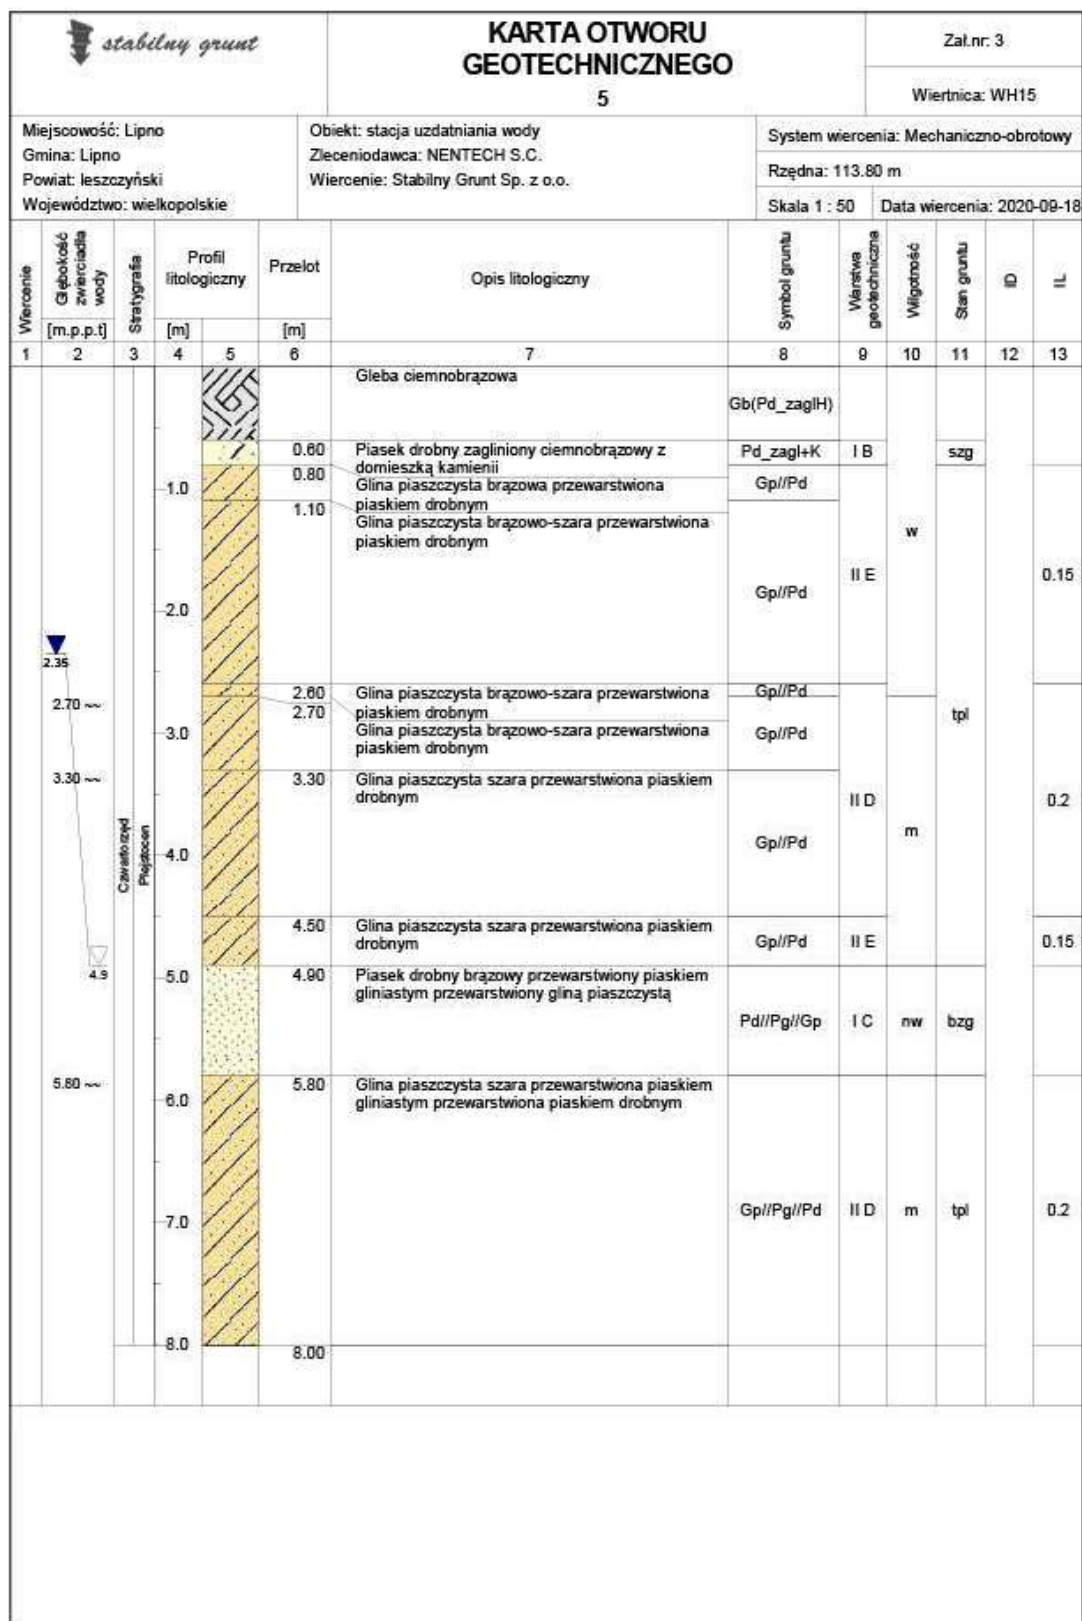 stabilny grunt
KARTA OTWORU
GEOTECHNICZNEGO
5
Zał.nr: 3
Wiertnica: WH15
Miejscowość: Lipno
Gmina: Lipno
Powiat: leszczyński
Województwo: wielkopolskie
Obiekt: stacja uzdatniania wody
Zleceniodawca: NENTECH S.C.
Wiercenie: Stabilny Grunt Sp. z o.o.
System wiercenia: Mechaniczno-obrotowy
Rzędna: 113.80 m
Skala 1 : 50 Data wiercenia: 2020-09-18
Wiercenie
Głębokość zwierciadła wody
[m.p.p.t]
Stratygrafia
Profil litologiczny
[m]
Przelot
[m]
Opis litologiczny
Symbol gruntu
Warstwa geotechniczna
Wilgotność
Stan gruntu
ID
IL
1 2 3 4 5 6 7 8 9 10 11 12 13
Gleba ciemnobrązowa
Gb(Pd_zaglH)
0.60 Piasek drobny zagliniony ciemnobrązowy z
domieszką kamienii
Pd_zagl+K I B szg
0.80 Glina piaszczysta brązowa przewarstwiona
piaskiem drobnym
Gp//Pd
1.0
1.10 Glina piaszczysta brązowo-szara przewarstwiona
piaskiem drobnym
w
Gp//Pd II E 0.15
2.0
2.35
2.60 Glina piaszczysta brązowo-szara przewarstwiona
piaskiem drobnym
Gp//Pd
2.70 ~~
2.70 Glina piaszczysta brązowo-szara przewarstwiona
piaskiem drobnym
Gp//Pd
tpl
3.0
3.30 ~~
3.30 Glina piaszczysta szara przewarstwiona piaskiem
drobnym
II D 0.2
Gp//Pd m
Czwartorzęd
Plejstocen
4.0
4.50 Glina piaszczysta szara przewarstwiona piaskiem
drobnym
Gp//Pd II E 0.15
4.9
5.0
4.90 Piasek drobny brązowy przewarstwiony piaskiem
gliniastym przewarstwiony gliną piaszczystą
Pd//Pg//Gp I C nw bzg
5.80 ~~
5.80 Glina piaszczysta szara przewarstwiona piaskiem
gliniastym przewarstwiona piaskiem drobnym
6.0
7.0
Gp//Pg//Pd II D m tpl 0.2
8.0
8.00